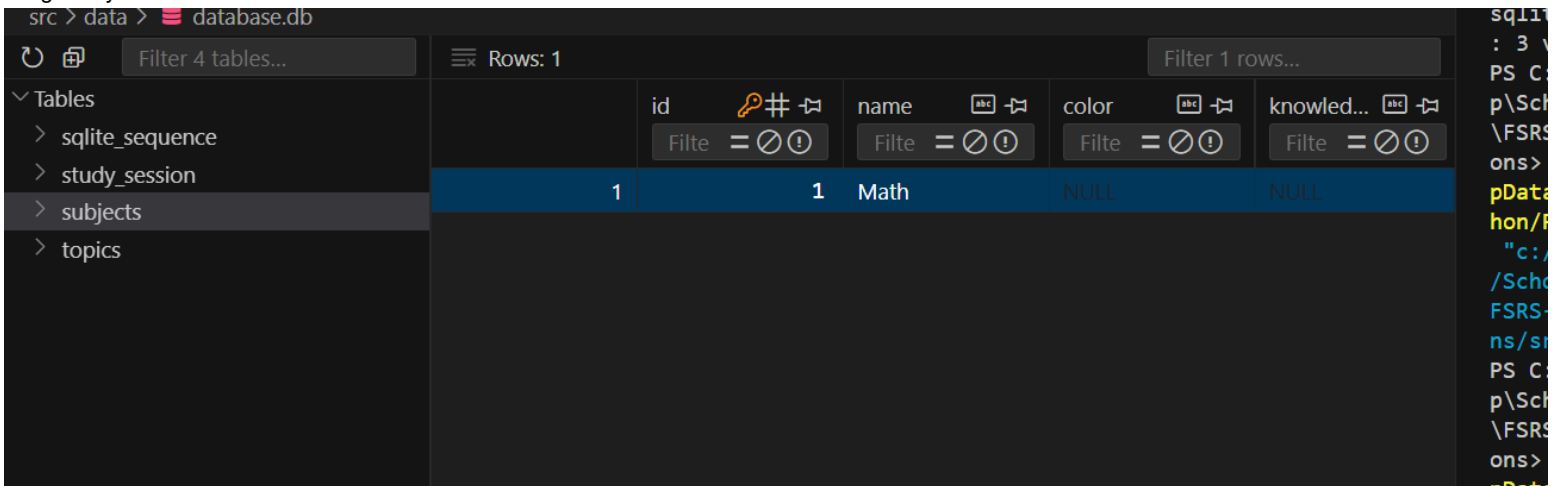 src > data > database.db
Filter 4 tables...
Rows: 1
Filter 1 rows...
Tables
sqlite_sequence
study_session
subjects
topics
id name color knowled...
Filte Filte Filte Filte
1 1 Math NULL NULL
: 3
PS C:
p\Sch
\FSRS
ons>
pData
hon/
"c:/
/Scho
FSRS-
ns/sr
PS C:
p\Sch
\FSRS
ons>